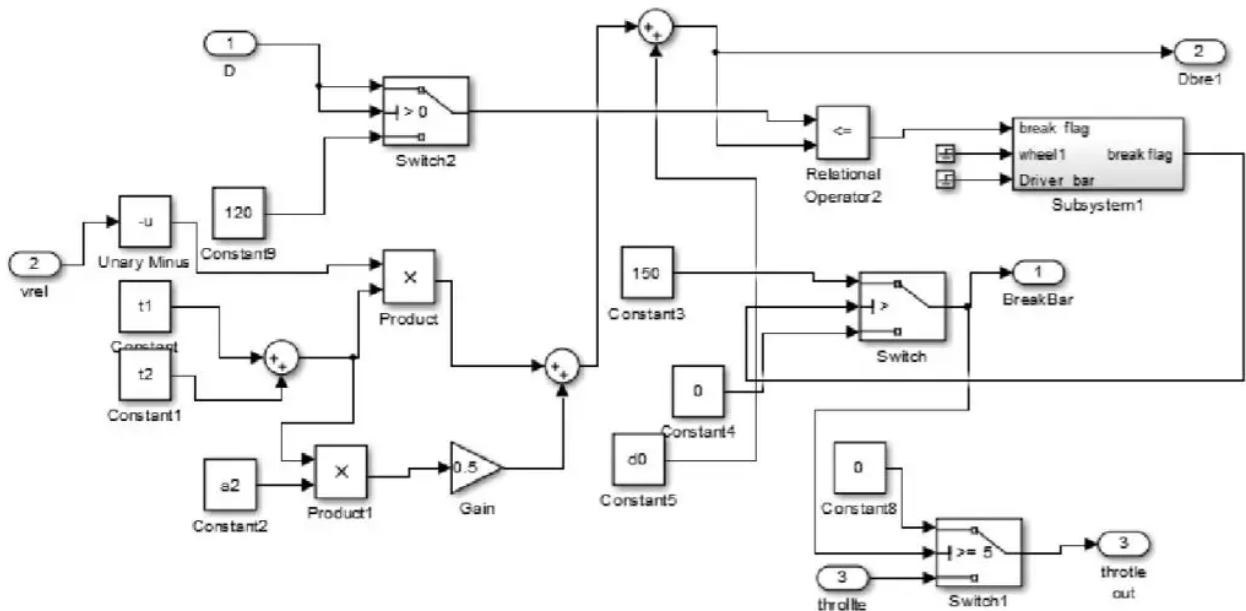 1
D
> 0
Switch2
2
Dbre1
<=
Relational
Operator2
break flag
wheel1
Driver bar
break flag
Subsystem1
-u
Unary Minus
120
Constant9
2
vrel
×
Product
t1
Constant
t2
Constant1
150
Constant3
>
Switch
1
BreakBar
0
Constant4
d0
Constant5
a2
Constant2
×
Product1
0.5
Gain
0
Constant8
>= 5
Switch1
3
throllte
3
throtle
out